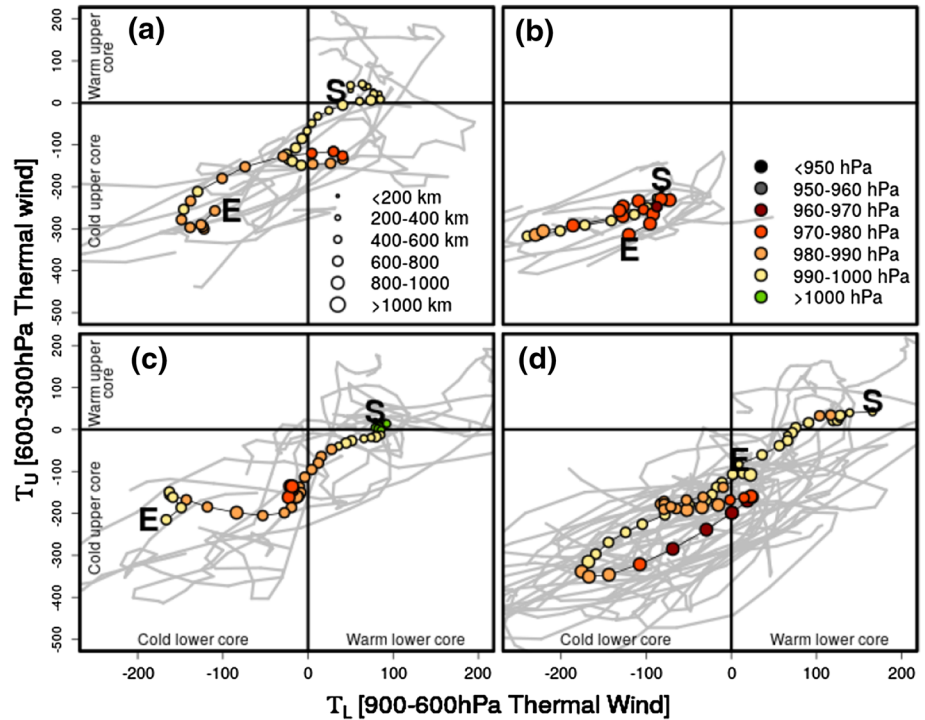 (a)
(b)
200
100
0
-100
-200
-300
-400
-500
Warm upper
core
Cold upper core
S
E
<200 km
200-400 km
400-600 km
600-800
800-1000
>1000 km
S
E
<950 hPa
950-960 hPa
960-970 hPa
970-980 hPa
980-990 hPa
990-1000 hPa
>1000 hPa
TU [600-300hPa Thermal wind]
(c)
(d)
200
100
0
-100
-200
-300
-400
-500
Warm upper
core
Cold upper core
S
E
Cold lower core
Warm lower core
S
E
Cold lower core
Warm lower core
-200
-100
0
100
200
-200
-100
0
100
200
TL [900-600hPa Thermal Wind]